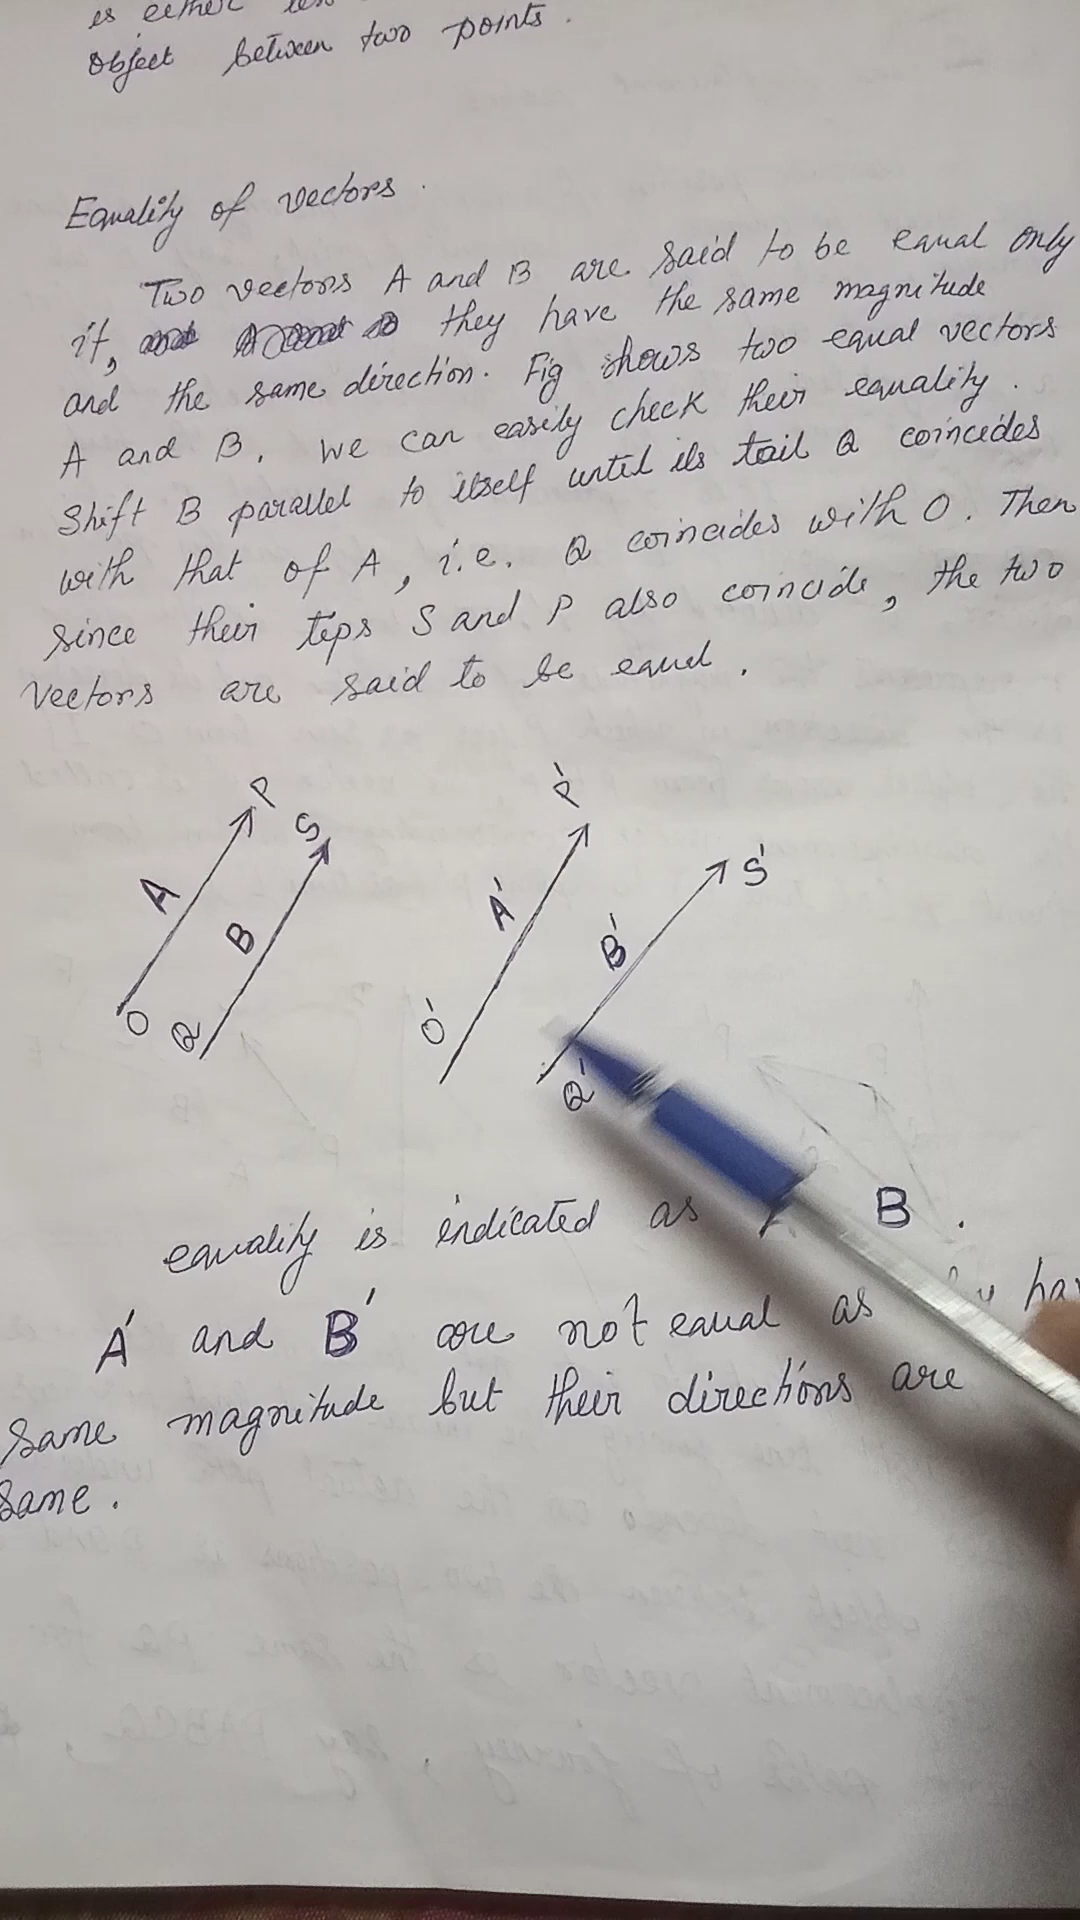 is either
Object between two points.
Equality of vectors.
Two vectors A and B are said to be equal only
if, they have the same magnitude
and the same direction. Fig shows two equal vectors
A and B. We can easily check their equality.
Shift B parallel to itself until its tail Q coincides
with that of A, i.e. Q coincides with O. Then
since their tips S and P also coincide, the two
vectors are said to be equal.
P
S
A
B
O
Q
P'
S'
A'
B'
O'
Q'
equality is indicated as B.
A' and B' are not equal as
same magnitude but their directions are
same.